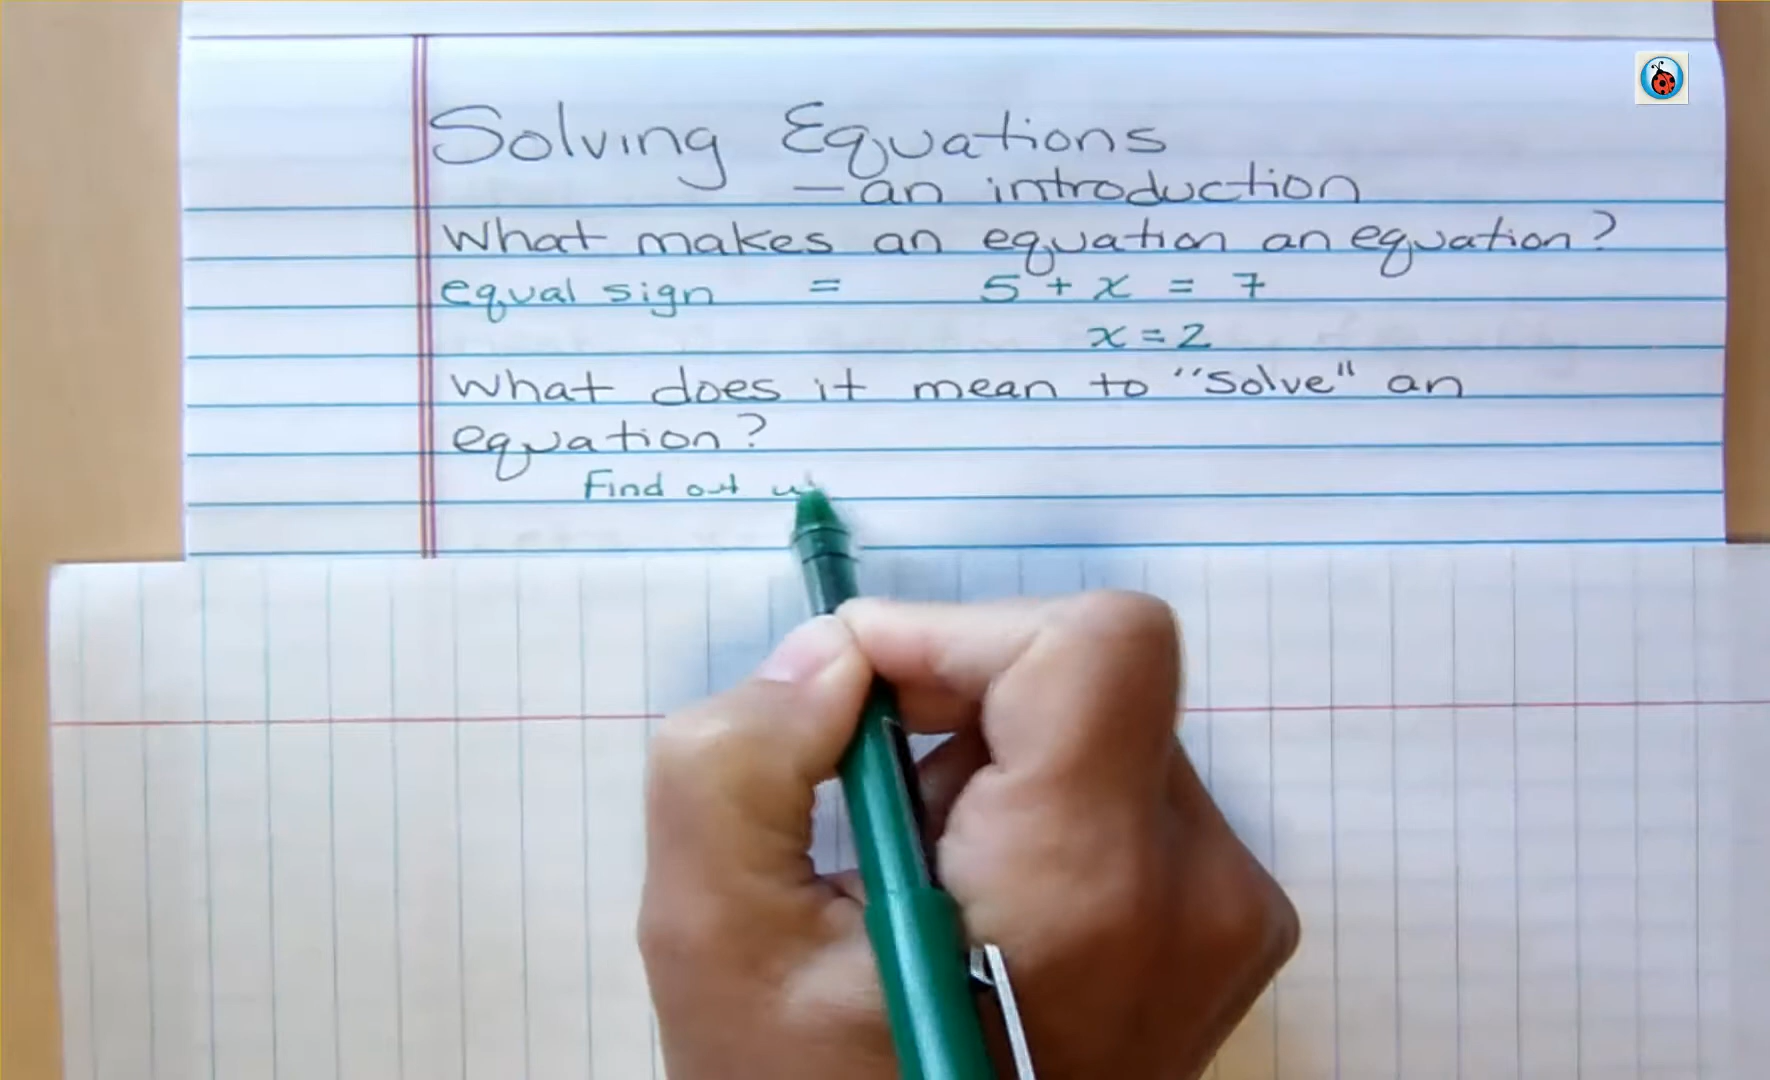 Solving Equations
— an introduction
What makes an equation an equation?
equal sign = 5 + x = 7
x = 2
What does it mean to "solve" an
equation?
Find out